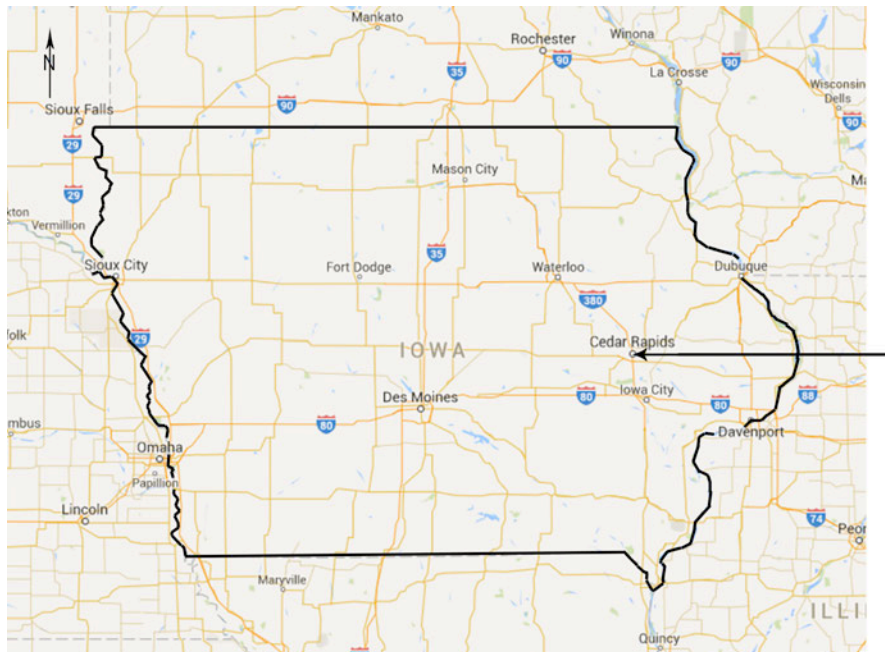 Mankato
Winona
Rochester
N
35
90
90
La Crosse
90
Wisconsin
Dells
Sioux Falls
90
29
Mason City
29
kton
Vermillion
35
Sioux City
Fort Dodge
Waterloo
Dubuque
380
folk
29
Cedar Rapids
IOWA
Des Moines
80
Iowa City
80
88
mbus
80
Davenport
Omaha
Papillion
Lincoln
74
Peor
Maryville
ILLI
Quincy